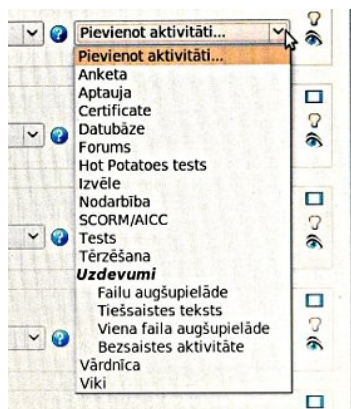 Pievienot aktivitāti...
Pievienot aktivitāti...
Anketa
Aptauja
Certificate
Datubāze
Forums
Hot Potatoes tests
Izvēle
Nodarbība
SCORM/AICC
Tests
Tērzēšana
Uzdevumi
Failu augšupielāde
Tiešsaistes teksts
Viena faila augšupielāde
Bezsaistes aktivitāte
Vārdnīca
Viki